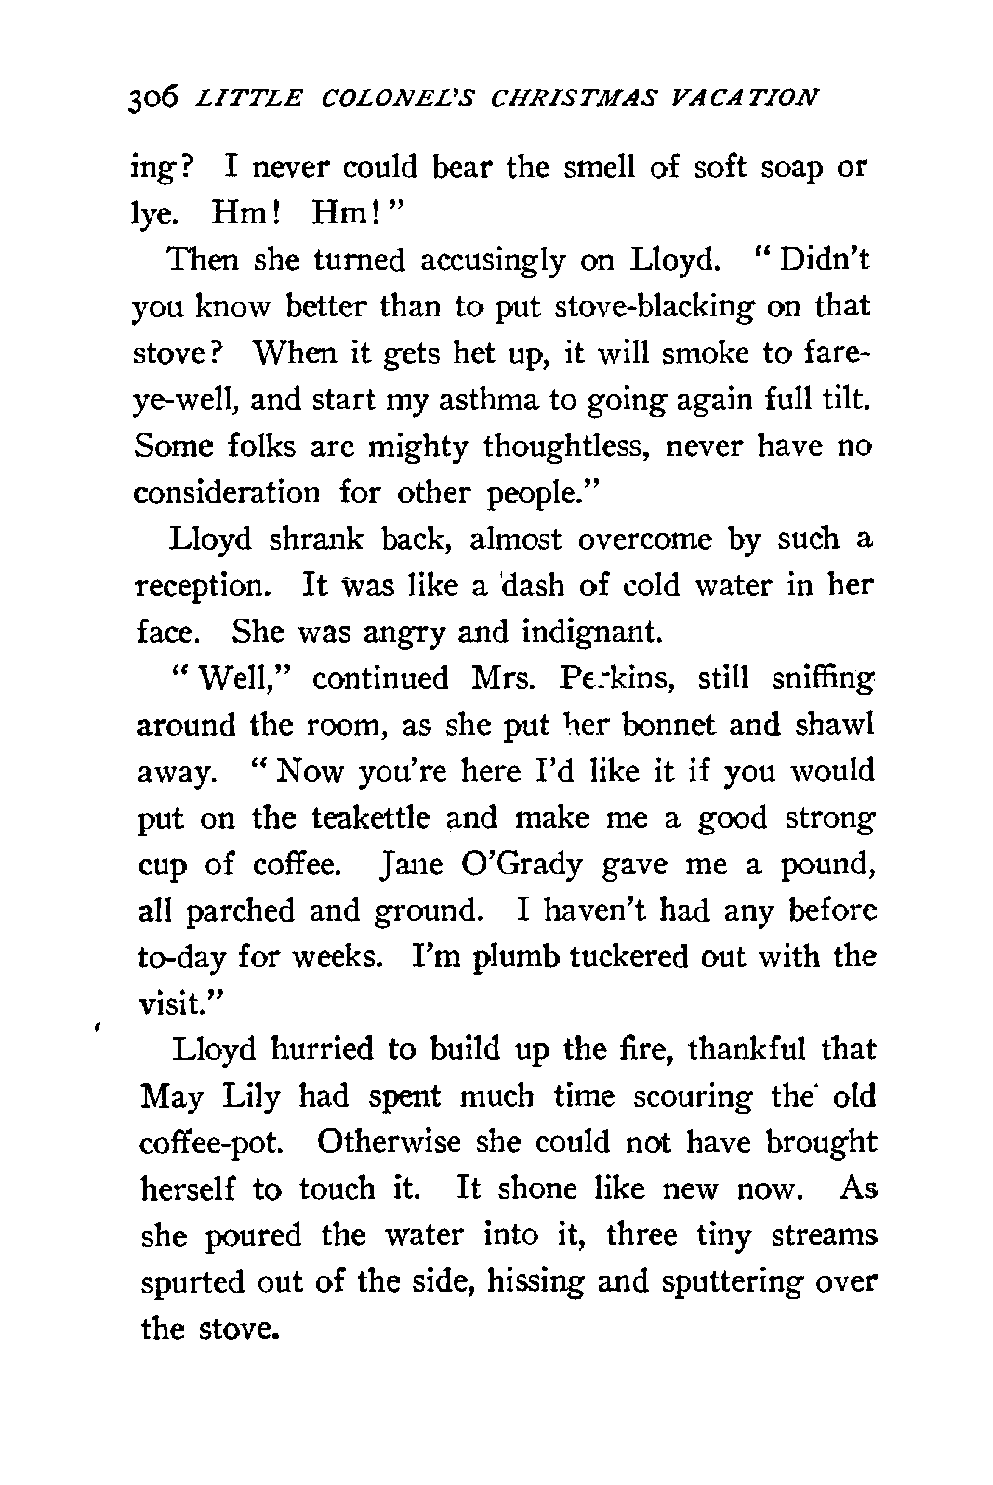 306 LITTLE COLONEL'S CHRISTMAS VACATION
ing? I never could bear the smell of soft soap or
lye. Hm! Hm!"
Then she turned accusingly on Lloyd. "Didn't
you know better than to put stove-blacking on that
stove? When it gets het up, it will smoke to fare-
ye-well, and start my asthma to going again full tilt.
Some folks are mighty thoughtless, never have no
consideration for other people."
Lloyd shrank back, almost overcome by such a
reception. It was like a dash of cold water in her
face. She was angry and indignant.
"Well," continued Mrs. Perkins, still sniffing
around the room, as she put her bonnet and shawl
away. "Now you're here I'd like it if you would
put on the teakettle and make me a good strong
cup of coffee. Jane O'Grady gave me a pound,
all parched and ground. I haven't had any before
to-day for weeks. I'm plumb tuckered out with the
visit."
Lloyd hurried to build up the fire, thankful that
May Lily had spent much time scouring the old
coffee-pot. Otherwise she could not have brought
herself to touch it. It shone like new now. As
she poured the water into it, three tiny streams
spurted out of the side, hissing and sputtering over
the stove.